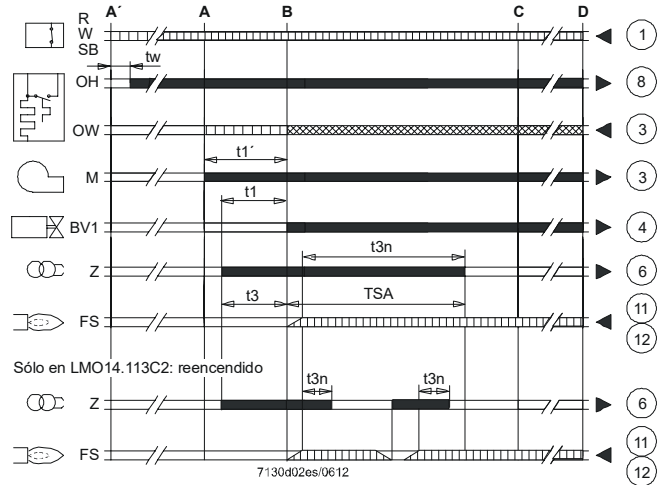 A´ A B C D
R
W
SB
1
tw
OH 8
OW 3
t1´
M 3
t1
BV1 4
t3n
Z 6
t3 TSA
11
FS
12
Sólo en LMO14.113C2: reencendido
t3n t3n
Z 6
11
FS
7130d02es/0612
12